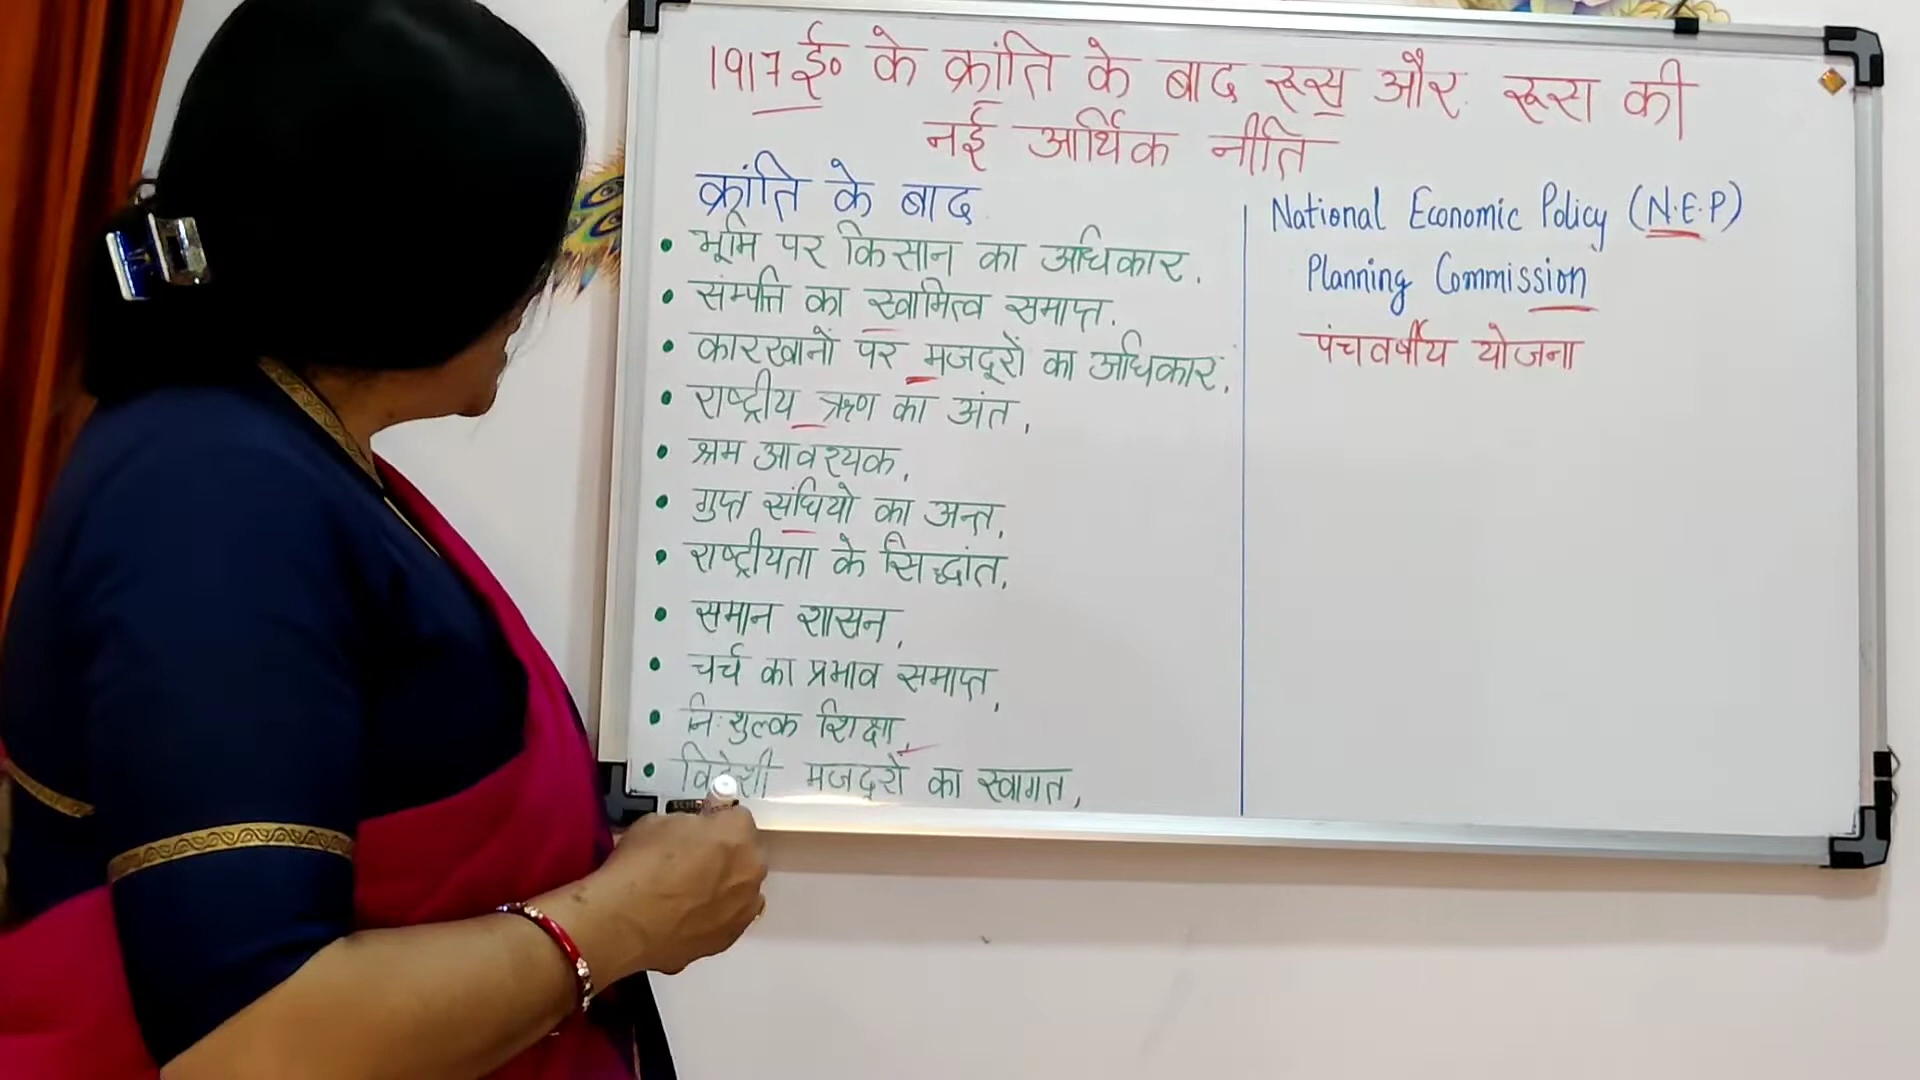 1917 ई० के क्रांति के बाद रूस और रूस की
नई आर्थिक नीति
क्रांति के बाद
• भूमि पर किसान का अधिकार,
• संम्पत्ति का स्वामित्व समाप्त,
• कारखानों पर मजदूरों का अधिकार,
• राष्ट्रीय ऋण का अंत,
• श्रम आवश्यक,
• गुप्त संधियो का अन्त,
• राष्ट्रीयता के सिद्धांत,
• समान शासन,
• चर्च का प्रभाव समाप्त,
• निःशुल्क शिक्षा,
• विदेशी मजदूरों का स्वागत,
National Economic Policy (N.E.P)
Planning Commission
पंचवर्षीय योजना